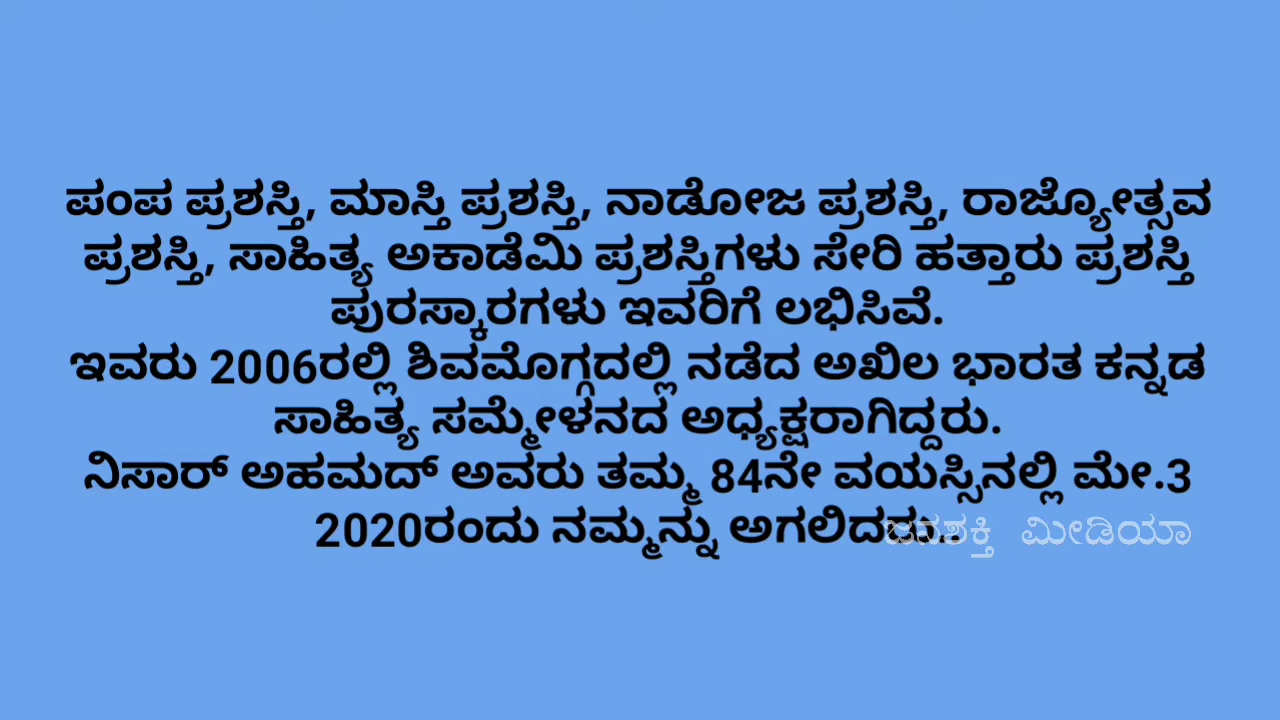 ಪಂಪ ಪ್ರಶಸ್ತಿ, ಮಾಸ್ತಿ ಪ್ರಶಸ್ತಿ, ನಾಡೋಜ ಪ್ರಶಸ್ತಿ, ರಾಜ್ಯೋತ್ಸವ
ಪ್ರಶಸ್ತಿ, ಸಾಹಿತ್ಯ ಅಕಾಡೆಮಿ ಪ್ರಶಸ್ತಿಗಳು ಸೇರಿ ಹತ್ತಾರು ಪ್ರಶಸ್ತಿ
ಪುರಸ್ಕಾರಗಳು ಇವರಿಗೆ ಲಭಿಸಿವೆ.
ಇವರು 2006ರಲ್ಲಿ ಶಿವಮೊಗ್ಗದಲ್ಲಿ ನಡೆದ ಅಖಿಲ ಭಾರತ ಕನ್ನಡ
ಸಾಹಿತ್ಯ ಸಮ್ಮೇಳನದ ಅಧ್ಯಕ್ಷರಾಗಿದ್ದರು.
ನಿಸಾರ್ ಅಹಮದ್ ಅವರು ತಮ್ಮ 84ನೇ ವಯಸ್ಸಿನಲ್ಲಿ ಮೇ.3
2020ರಂದು ನಮ್ಮನ್ನು ಅಗಲಿದರು.
ಜನಶಕ್ತಿ ಮೀಡಿಯಾ